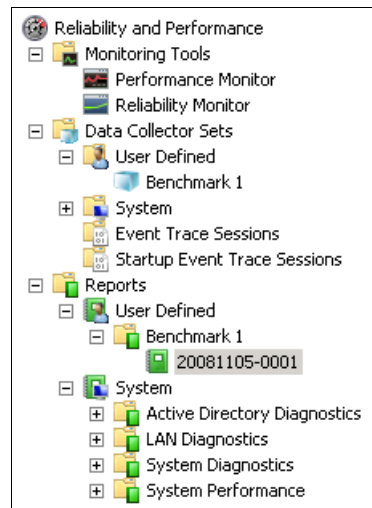 Reliability and Performance
Monitoring Tools
Performance Monitor
Reliability Monitor
Data Collector Sets
User Defined
Benchmark 1
System
Event Trace Sessions
Startup Event Trace Sessions
Reports
User Defined
Benchmark 1
20081105-0001
System
Active Directory Diagnostics
LAN Diagnostics
System Diagnostics
System Performance